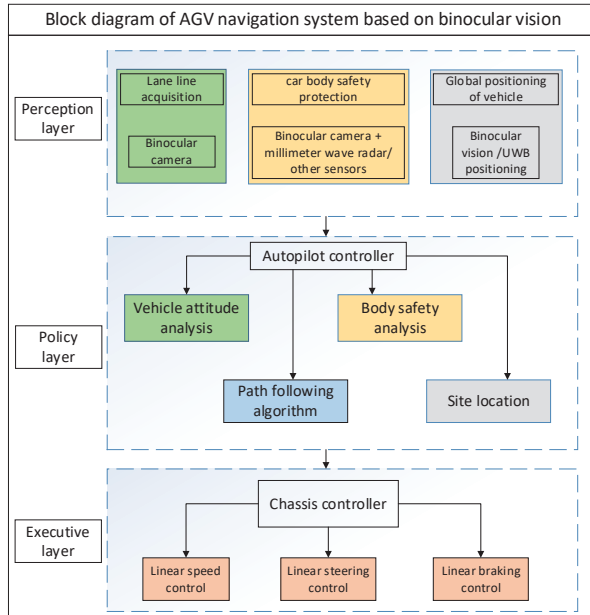 Block diagram of AGV navigation system based on binocular vision
Perception
layer
Lane line
acquisition
Binocular
camera
car body safety
protection
Binocular camera +
millimeter wave radar/
other sensors
Global positioning
of vehicle
Binocular
vision /UWB
positioning
Policy
layer
Autopilot controller
Vehicle attitude
analysis
Body safety
analysis
Path following
algorithm
Site location
Executive
layer
Chassis controller
Linear speed
control
Linear steering
control
Linear braking
control